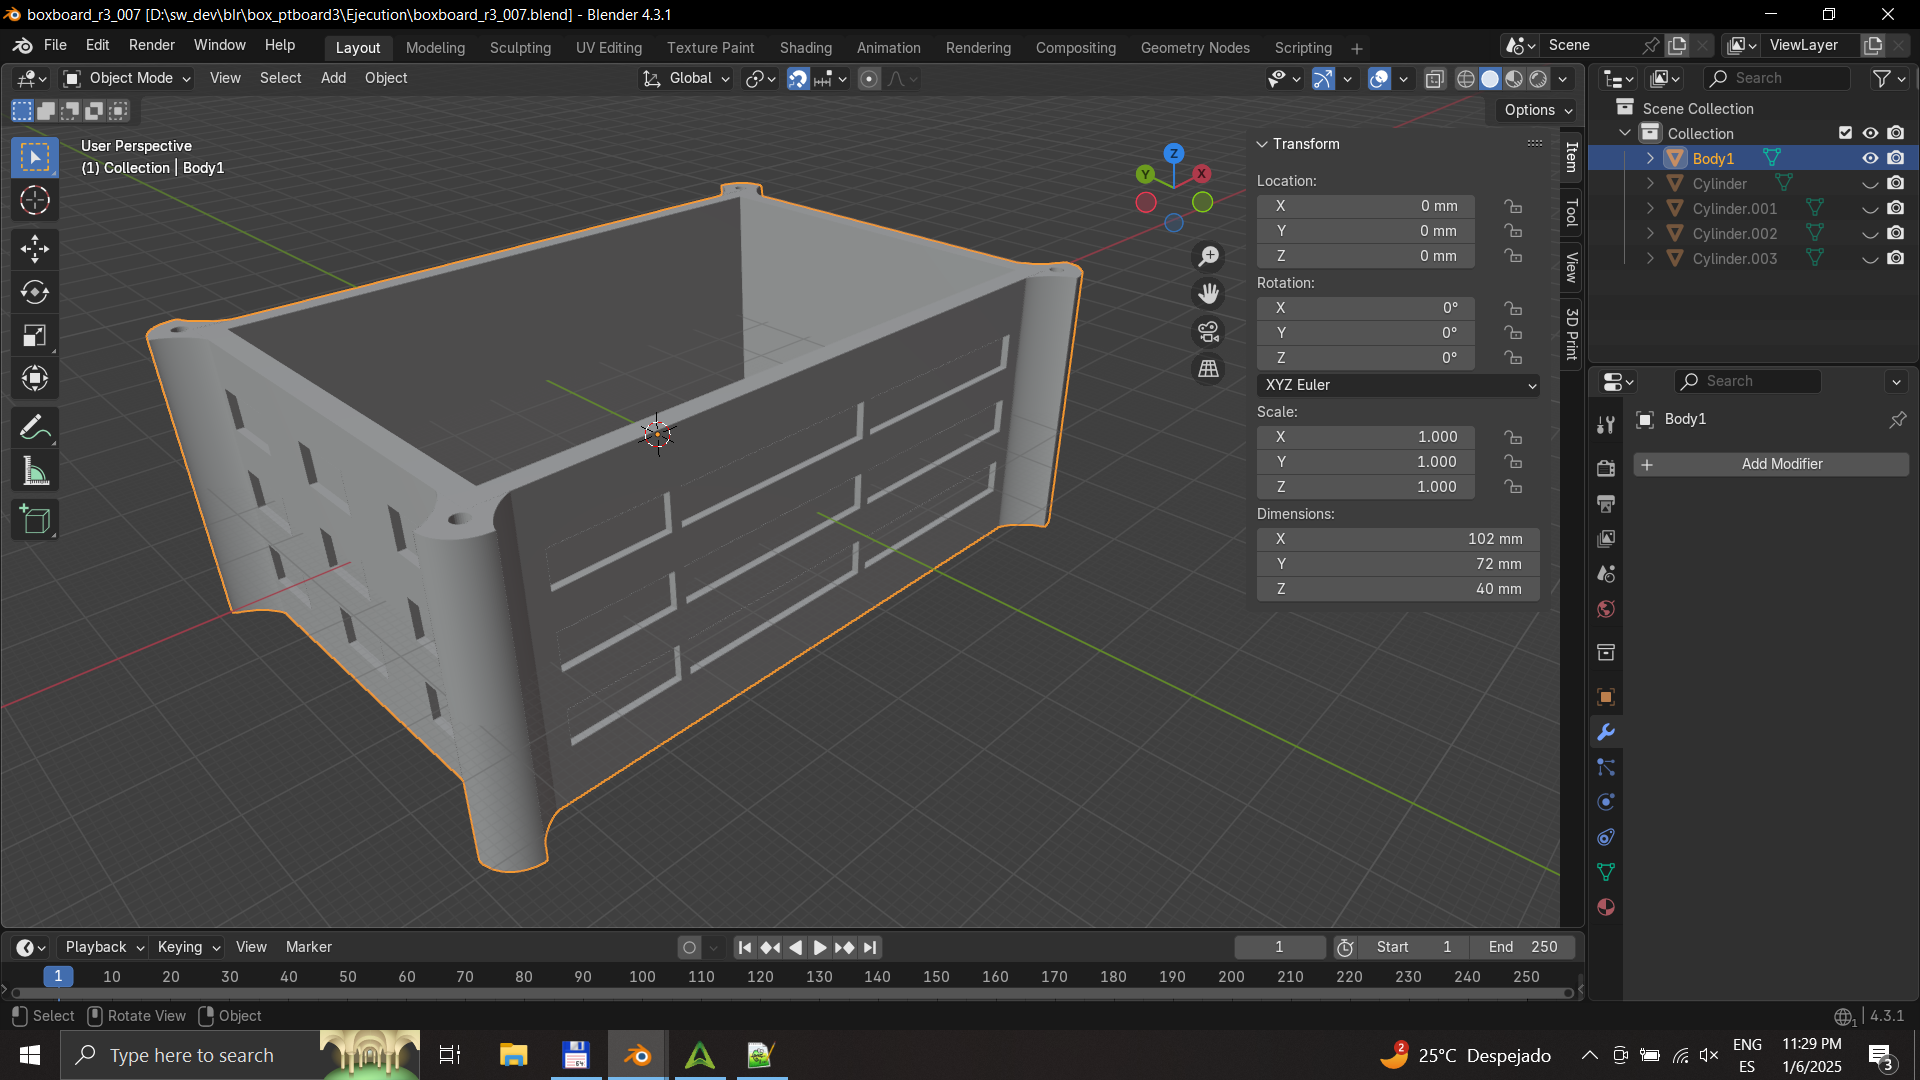 boxboard_r3_007 [D:\sw_dev\blr\box_ptboard3\Ejecution\boxboard_r3_007.blend] - Blender 4.3.1
File Edit Render Window Help
Layout Modeling Sculpting UV Editing Texture Paint Shading Animation Rendering Compositing Geometry Nodes Scripting
Scene
ViewLayer
Object Mode View Select Add Object
Global
Options
User Perspective
(1) Collection | Body1
Z
Y
X
Transform
Location:
X 0 mm
Y 0 mm
Z 0 mm
Rotation:
X 0°
Y 0°
Z 0°
XYZ Euler
Scale:
X 1.000
Y 1.000
Z 1.000
Dimensions:
X 102 mm
Y 72 mm
Z 40 mm
Item
Tool
View
3D Print
Search
Scene Collection
Collection
Body1
Cylinder
Cylinder.001
Cylinder.002
Cylinder.003
Search
Body1
Add Modifier
Playback Keying View Marker
1
Start 1
End 250
1 10 20 30 40 50 60 70 80 90 100 110 120 130 140 150 160 170 180 190 200 210 220 230 240 250
Select Rotate View Object
1 4.3.1
Type here to search
64
2
25°C Despejado
ENG
ES
11:29 PM
1/6/2025
3